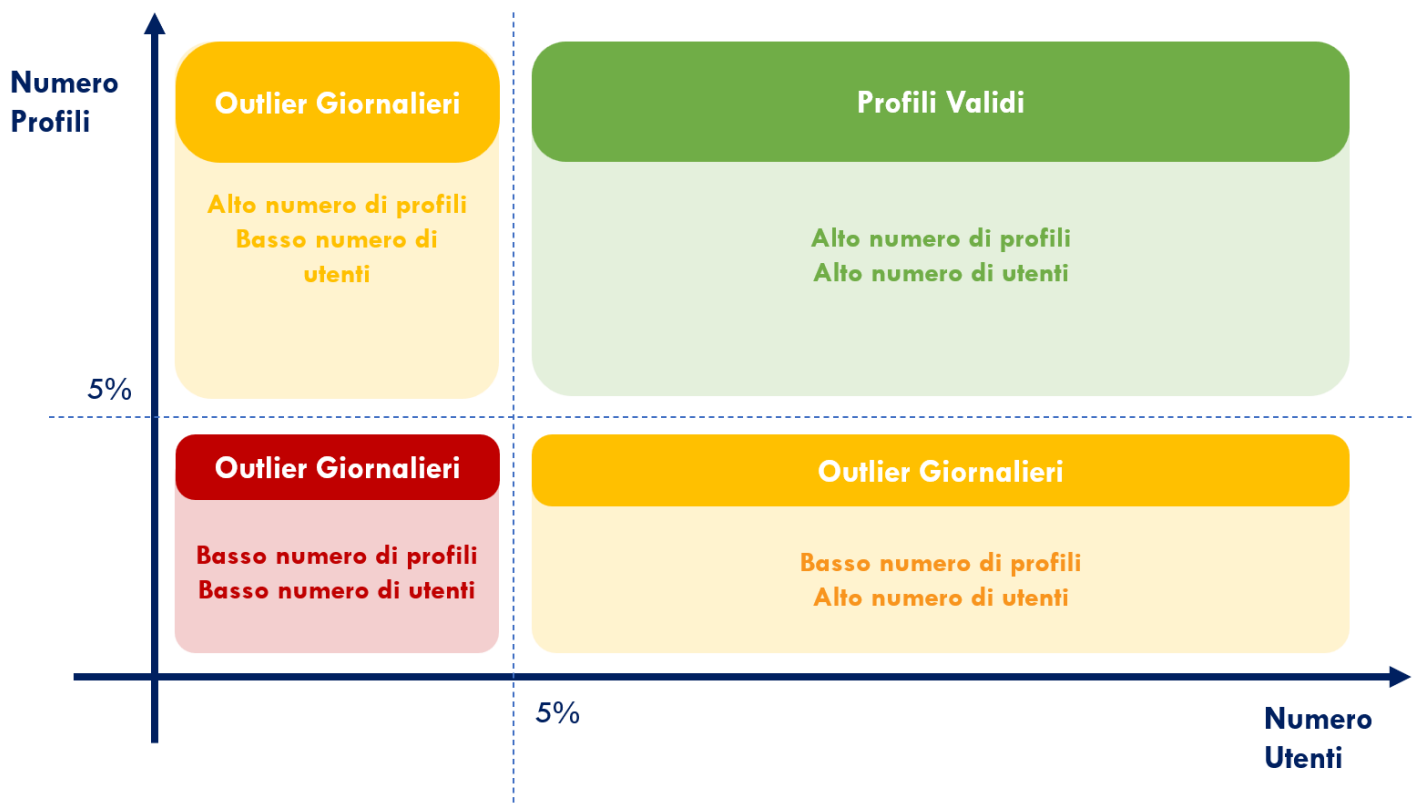 Numero
Profili
Outlier Giornalieri
Alto numero di profili
Basso numero di
utenti
Profili Validi
Alto numero di profili
Alto numero di utenti
5%
Outlier Giornalieri
Basso numero di profili
Basso numero di utenti
Outlier Giornalieri
Basso numero di profili
Alto numero di utenti
5%
Numero
Utenti